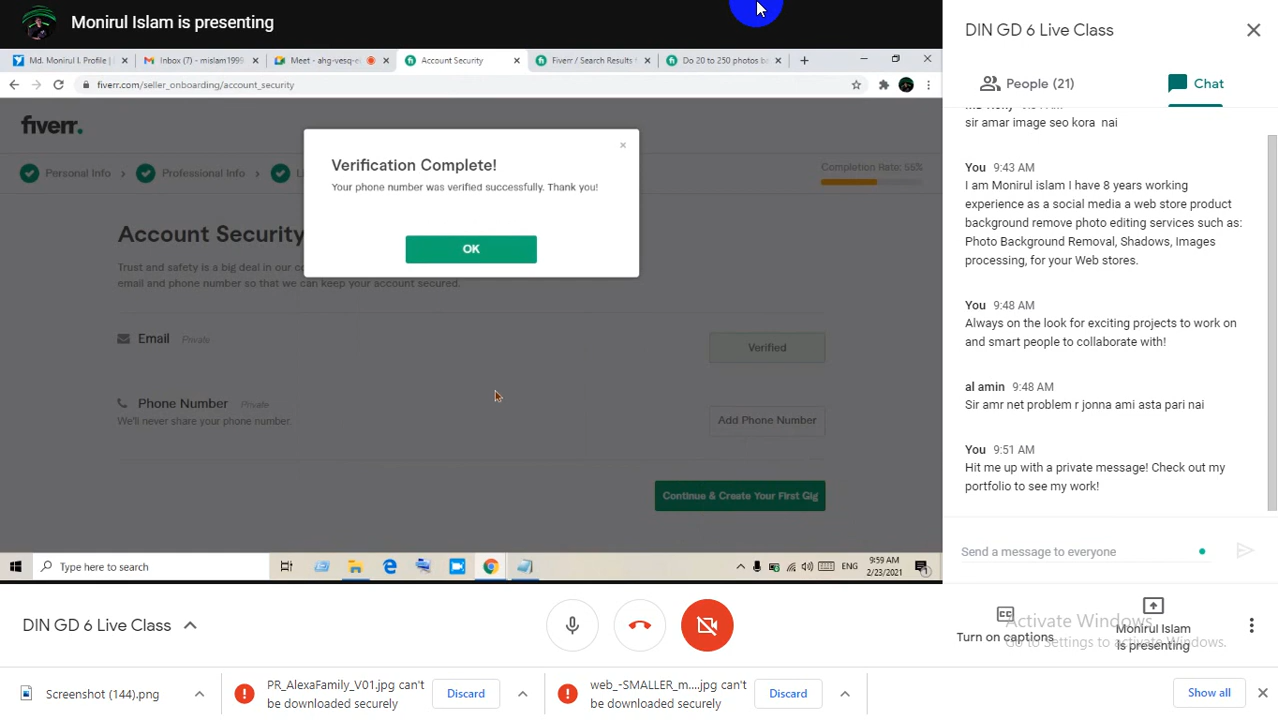 Monirul Islam is presenting
Md. Monirul I. Profile |
Inbox (7) - mislam1995
Meet - ahg-vesq-e
Account Security
Fiverr / Search Results
Do 20 to 250 photos b
fiverr.com/seller_onboarding/account_security
fiverr.
Personal Info
Professional Info
Li
Completion Rate: 55%
Verification Complete!
Your phone number was verified successfully. Thank you!
OK
Account Security
Trust and safety is a big deal in our co
email and phone number so that we can keep your account secured.
Email Private
Verified
Phone Number Private
We'll never share your phone number.
Add Phone Number
Continue & Create Your First Gig
Type here to search
ENG
9:59 AM
2/23/2021
1
DIN GD 6 Live Class
People (21)
Chat
sir amar image seo kora nai
You 9:43 AM
I am Monirul islam I have 8 years working
experience as a social media a web store product
background remove photo editing services such as:
Photo Background Removal, Shadows, Images
processing, for your Web stores.
You 9:48 AM
Always on the look for exciting projects to work on
and smart people to collaborate with!
al amin 9:48 AM
Sir amr net problem r jonna ami asta pari nai
You 9:51 AM
Hit me up with a private message! Check out my
portfolio to see my work!
Send a message to everyone
DIN GD 6 Live Class
Turn on captions
Monirul Islam
is presenting
Activate Windows
Go to Settings to activate Windows.
Screenshot (144).png
PR_AlexaFamily_V01.jpg can't
be downloaded securely
Discard
web_-SMALLER_m....jpg can't
be downloaded securely
Discard
Show all